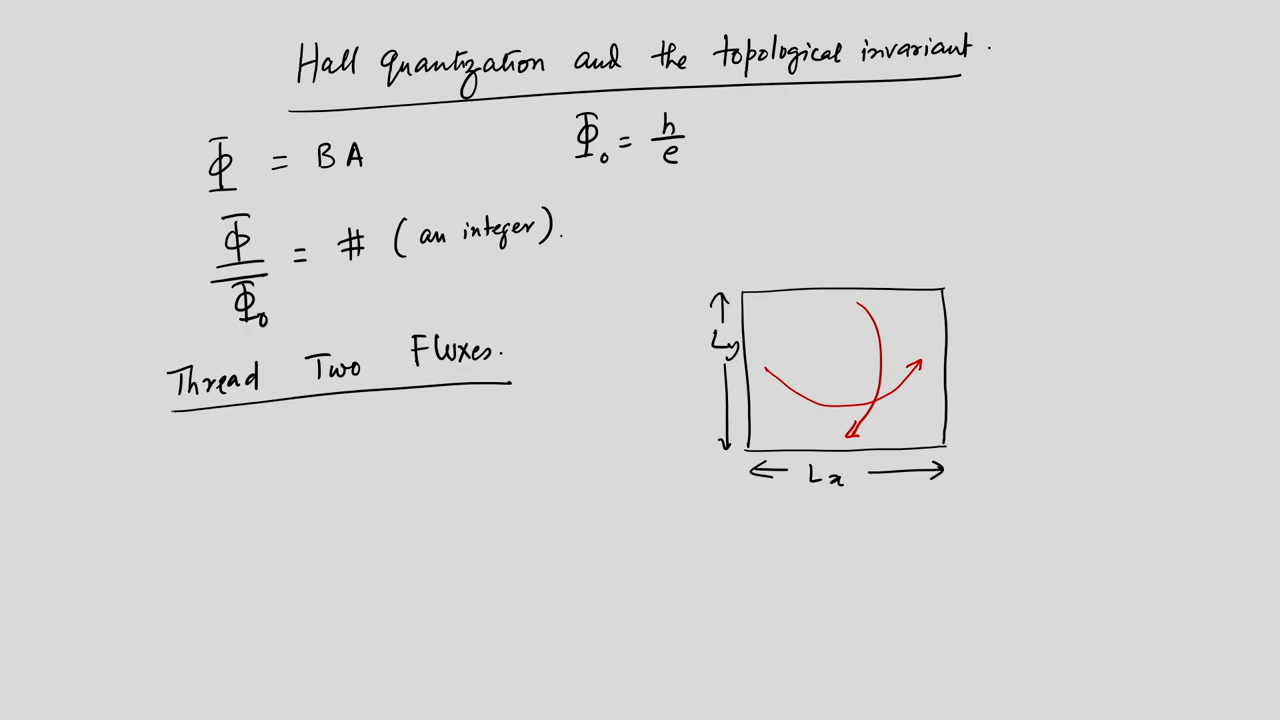 Hall quantization and the topological invariant.
Φ = BA
Φ₀ = h/e
Φ/Φ₀ = # (an integer).
Thread Two Fluxes.
Ly
Lx